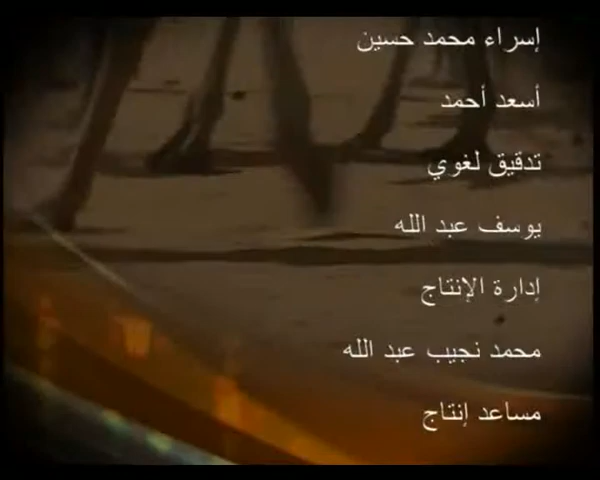 إسراء محمد حسين
أسعد أحمد
تدقيق لغوي
يوسف عبد الله
إدارة الإنتاج
محمد نجيب عبد الله
مساعد إنتاج